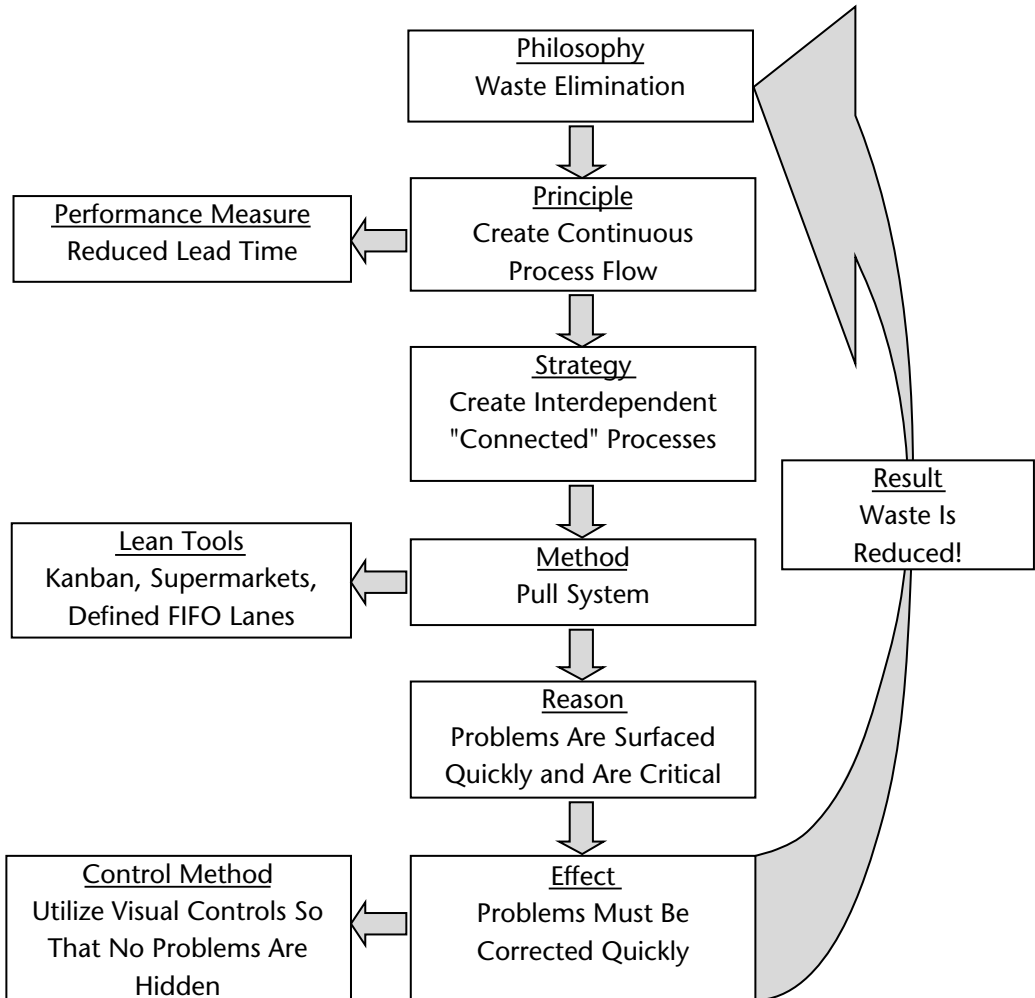 Philosophy
Waste Elimination
Principle
Create Continuous
Process Flow
Performance Measure
Reduced Lead Time
Strategy
Create Interdependent
"Connected" Processes
Result
Waste Is
Reduced!
Method
Pull System
Lean Tools
Kanban, Supermarkets,
Defined FIFO Lanes
Reason
Problems Are Surfaced
Quickly and Are Critical
Effect
Problems Must Be
Corrected Quickly
Control Method
Utilize Visual Controls So
That No Problems Are
Hidden